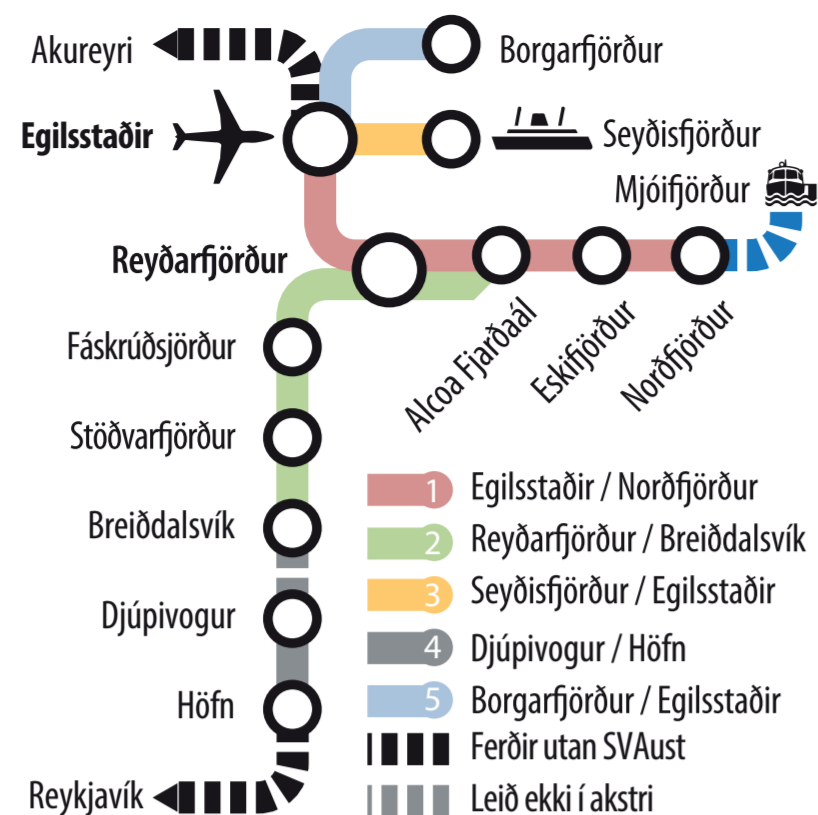 Akureyri
Borgarfjörður
Egilsstaðir
Seyðisfjörður
Mjóifjörður
Reyðarfjörður
Fáskrúðsjörður
Alcoa Fjarðaál
Eskifjörður
Norðfjörður
Stöðvarfjörður
Breiðdalsvík
Djúpivogur
Höfn
Reykjavík
1 Egilsstaðir / Norðfjörður
2 Reyðarfjörður / Breiðdalsvík
3 Seyðisfjörður / Egilsstaðir
4 Djúpivogur / Höfn
5 Borgarfjörður / Egilsstaðir
Ferðir utan SVAust
Leið ekki í akstri